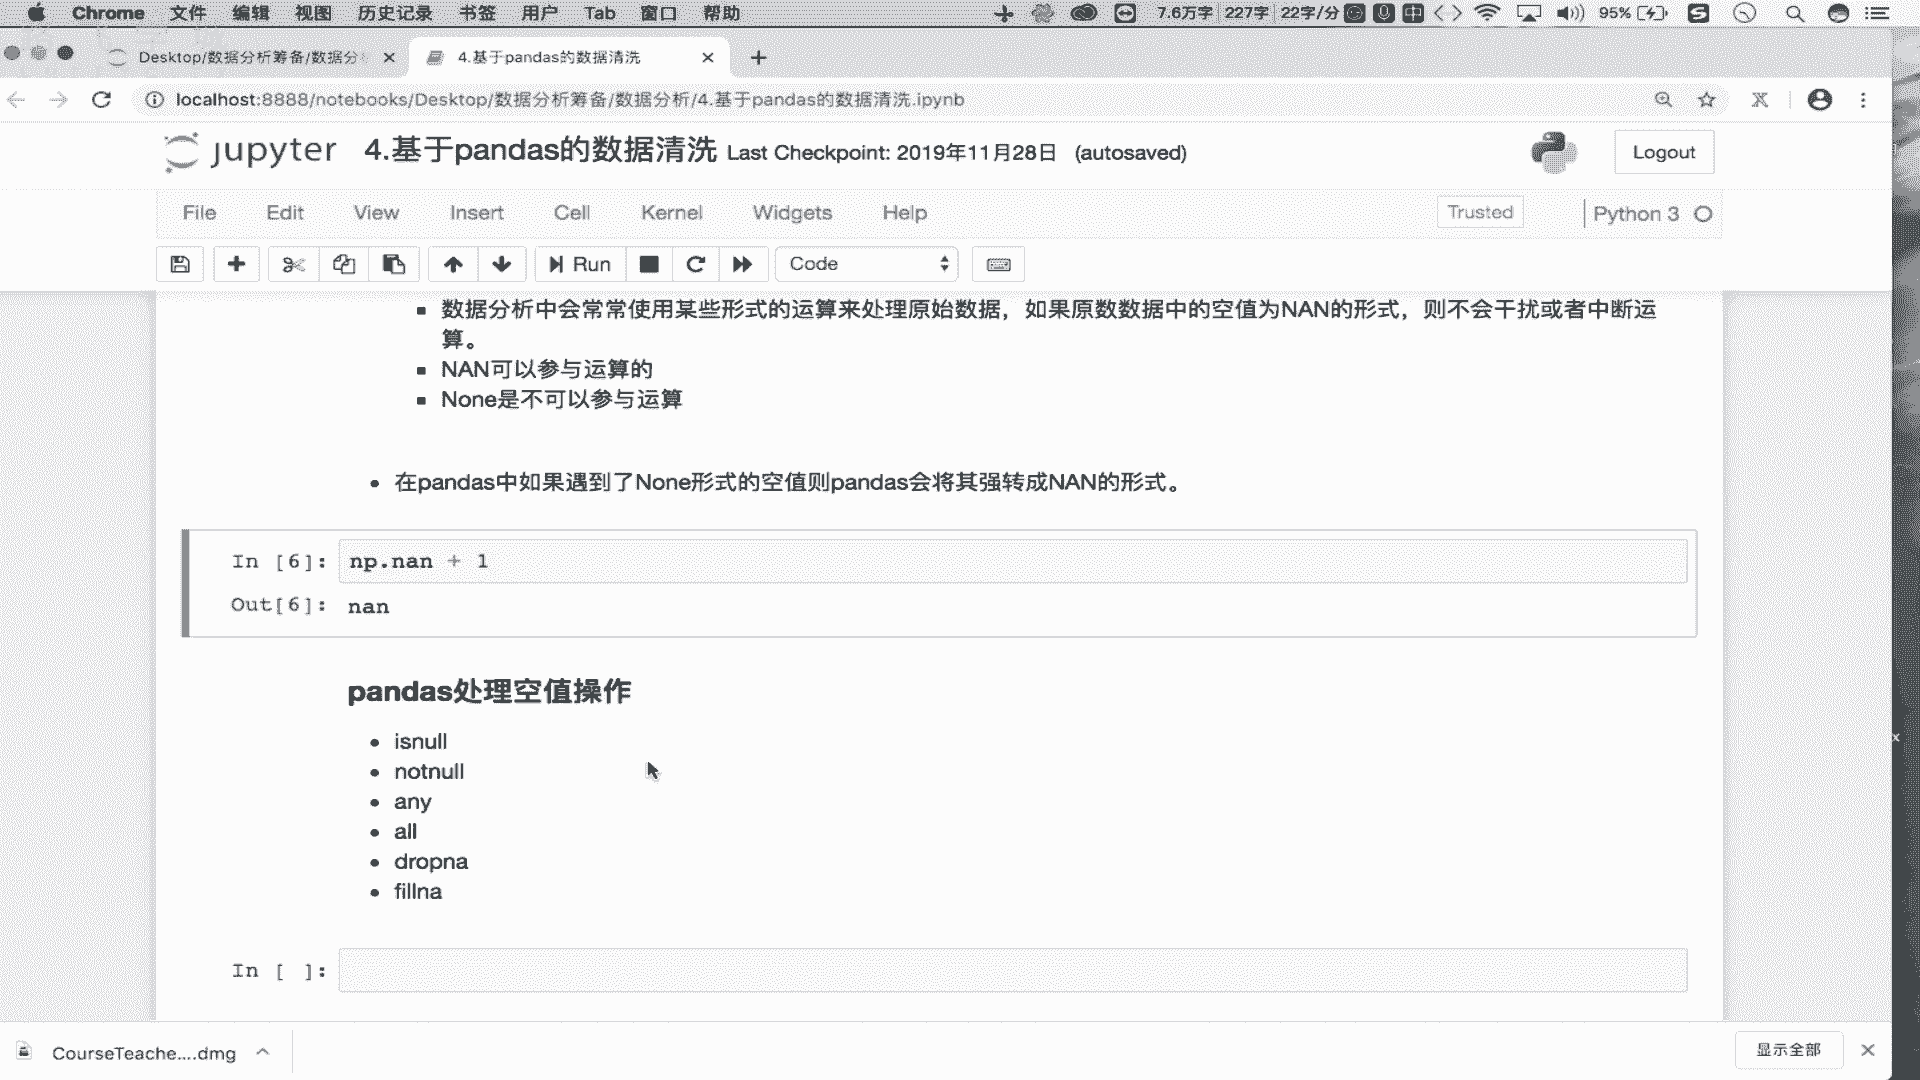 Chrome 文件 编辑 视图 历史记录 书签 用户 Tab 窗口 帮助 7.6万字 227字 22字/分 中 95%
Desktop/数据分析筹备/数据分 4.基于pandas的数据清洗
localhost:8888/notebooks/Desktop/数据分析筹备/数据分析/4.基于pandas的数据清洗.ipynb
jupyter 4.基于pandas的数据清洗 Last Checkpoint: 2019年11月28日 (autosaved) Logout
File Edit View Insert Cell Kernel Widgets Help Trusted Python 3
Run Code
数据分析中会常常使用某些形式的运算来处理原始数据，如果原数数据中的空值为NAN的形式，则不会干扰或者中断运
算。
NAN可以参与运算的
None是不可以参与运算
在pandas中如果遇到了None形式的空值则pandas会将其强转成NAN的形式。
In [6]: np.nan + 1
Out[6]: nan
pandas处理空值操作
isnull
notnull
any
all
dropna
fillna
In [ ]:
CourseTeache....dmg 显示全部